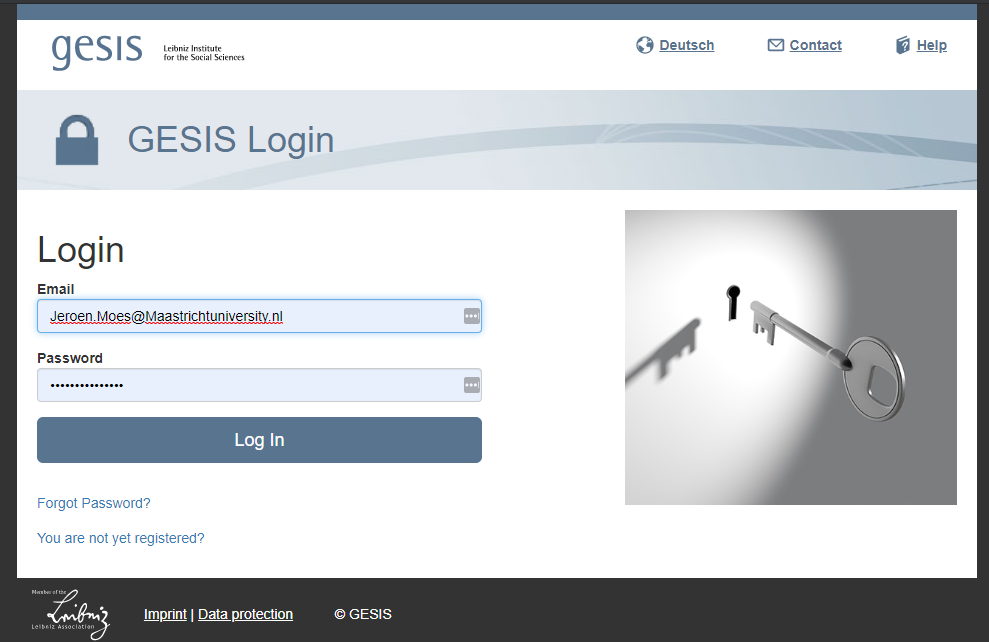 gesis
Leibniz Institute
for the Social Sciences
Deutsch
Contact
Help
GESIS Login
Login
Email
Jeroen.Moes@Maastrichtuniversity.nl
Password
•••••••••••••••
Log In
Forgot Password?
You are not yet registered?
Member of the
Leibniz
Leibniz Association
Imprint | Data protection
© GESIS